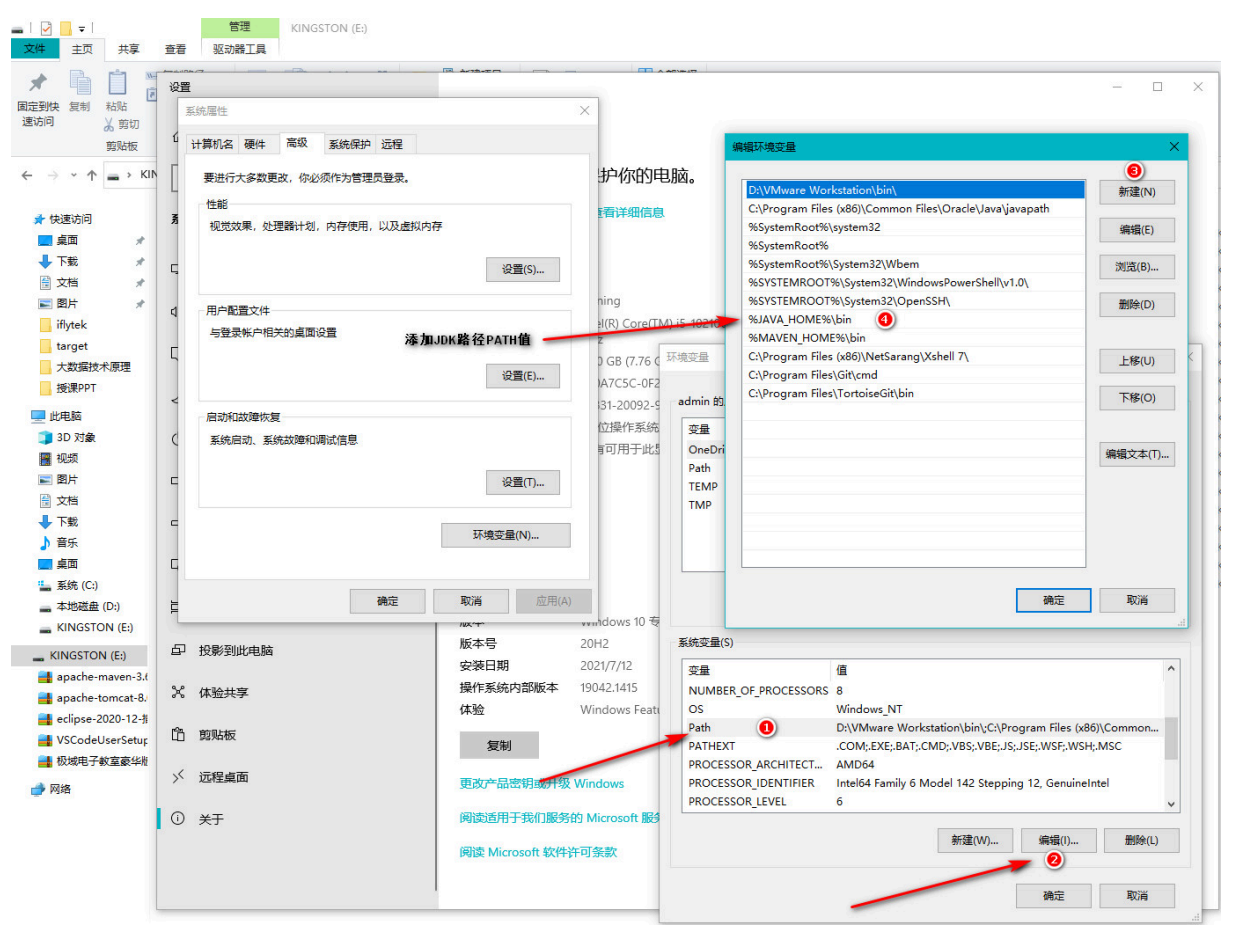 管理
KINGSTON (E:)
文件
主页
共享
查看
驱动器工具
固定到快
速访问
复制
粘贴
剪切
剪贴板
KIN
快速访问
桌面
下载
文档
图片
iflytek
target
大数据技术原理
授课PPT
此电脑
3D 对象
视频
图片
文档
下载
音乐
桌面
系统 (C:)
本地磁盘 (D:)
KINGSTON (E:)
KINGSTON (E:)
apache-maven-3.6
apache-tomcat-8.
eclipse-2020-12-
VSCodeUserSetup
极域电子教室豪华版
网络
设置
系统属性
计算机名
硬件
高级
系统保护
远程
要进行大多数更改，你必须作为管理员登录。
性能
视觉效果，处理器计划，内存使用，以及虚拟内存
设置(S)...
用户配置文件
与登录帐户相关的桌面设置
设置(E)...
启动和故障恢复
系统启动、系统故障和调试信息
设置(T)...
环境变量(N)...
确定
取消
应用(A)
添加JDK路径PATH值
护你的电脑。
查看详细信息
ning
el(R) Core(TM) i5-10210
0 GB (7.76 G
0A7C5C-0F2
331-20092-9
位操作系统
有可用于此显
版本
Windows 10 专
版本号
20H2
安装日期
2021/7/12
操作系统内部版本
19042.1415
体验
Windows Featu
复制
更改产品密钥或升级 Windows
阅读适用于我们服务的 Microsoft 服务
阅读 Microsoft 软件许可条款
投影到此电脑
体验共享
剪贴板
远程桌面
关于
编辑环境变量
D:\VMware Workstation\bin\
C:\Program Files (x86)\Common Files\Oracle\Java\javapath
%SystemRoot%\system32
%SystemRoot%
%SystemRoot%\System32\Wbem
%SYSTEMROOT%\System32\WindowsPowerShell\v1.0\
%SYSTEMROOT%\System32\OpenSSH\
%JAVA_HOME%\bin
4
%MAVEN_HOME%\bin
C:\Program Files (x86)\NetSarang\Xshell 7\
C:\Program Files\Git\cmd
C:\Program Files\TortoiseGit\bin
3
新建(N)
编辑(E)
浏览(B)...
删除(D)
上移(U)
下移(O)
编辑文本(T)...
确定
取消
环境变量
admin 的
变量
OneDri
Path
TEMP
TMP
系统变量(S)
变量
值
NUMBER_OF_PROCESSORS
8
OS
Windows_NT
Path
1
D:\VMware Workstation\bin\;C:\Program Files (x86)\Common...
PATHEXT
.COM;.EXE;.BAT;.CMD;.VBS;.VBE;.JS;.JSE;.WSF;.WSH;.MSC
PROCESSOR_ARCHITECT...
AMD64
PROCESSOR_IDENTIFIER
Intel64 Family 6 Model 142 Stepping 12, GenuineIntel
PROCESSOR_LEVEL
6
新建(W)...
编辑(I)...
删除(L)
2
确定
取消